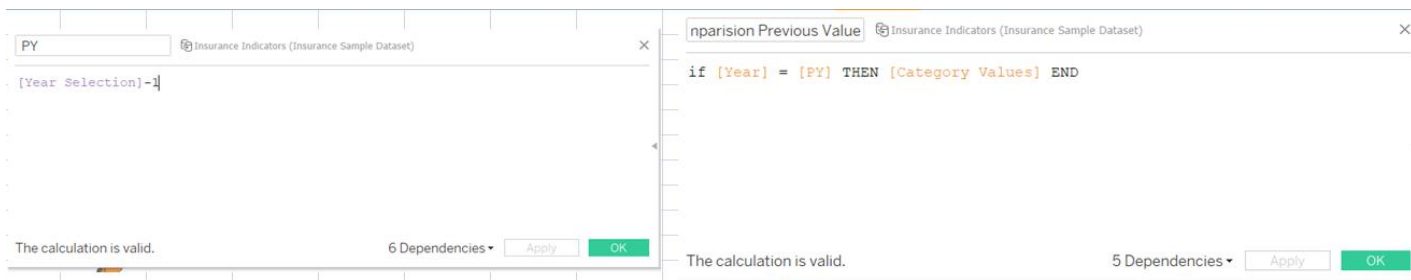 PY
Insurance Indicators (Insurance Sample Dataset)
[Year Selection]-1
The calculation is valid.
6 Dependencies
Apply
OK
nparision Previous Value
Insurance Indicators (Insurance Sample Dataset)
if [Year] = [PY] THEN [Category Values] END
The calculation is valid.
5 Dependencies
Apply
OK